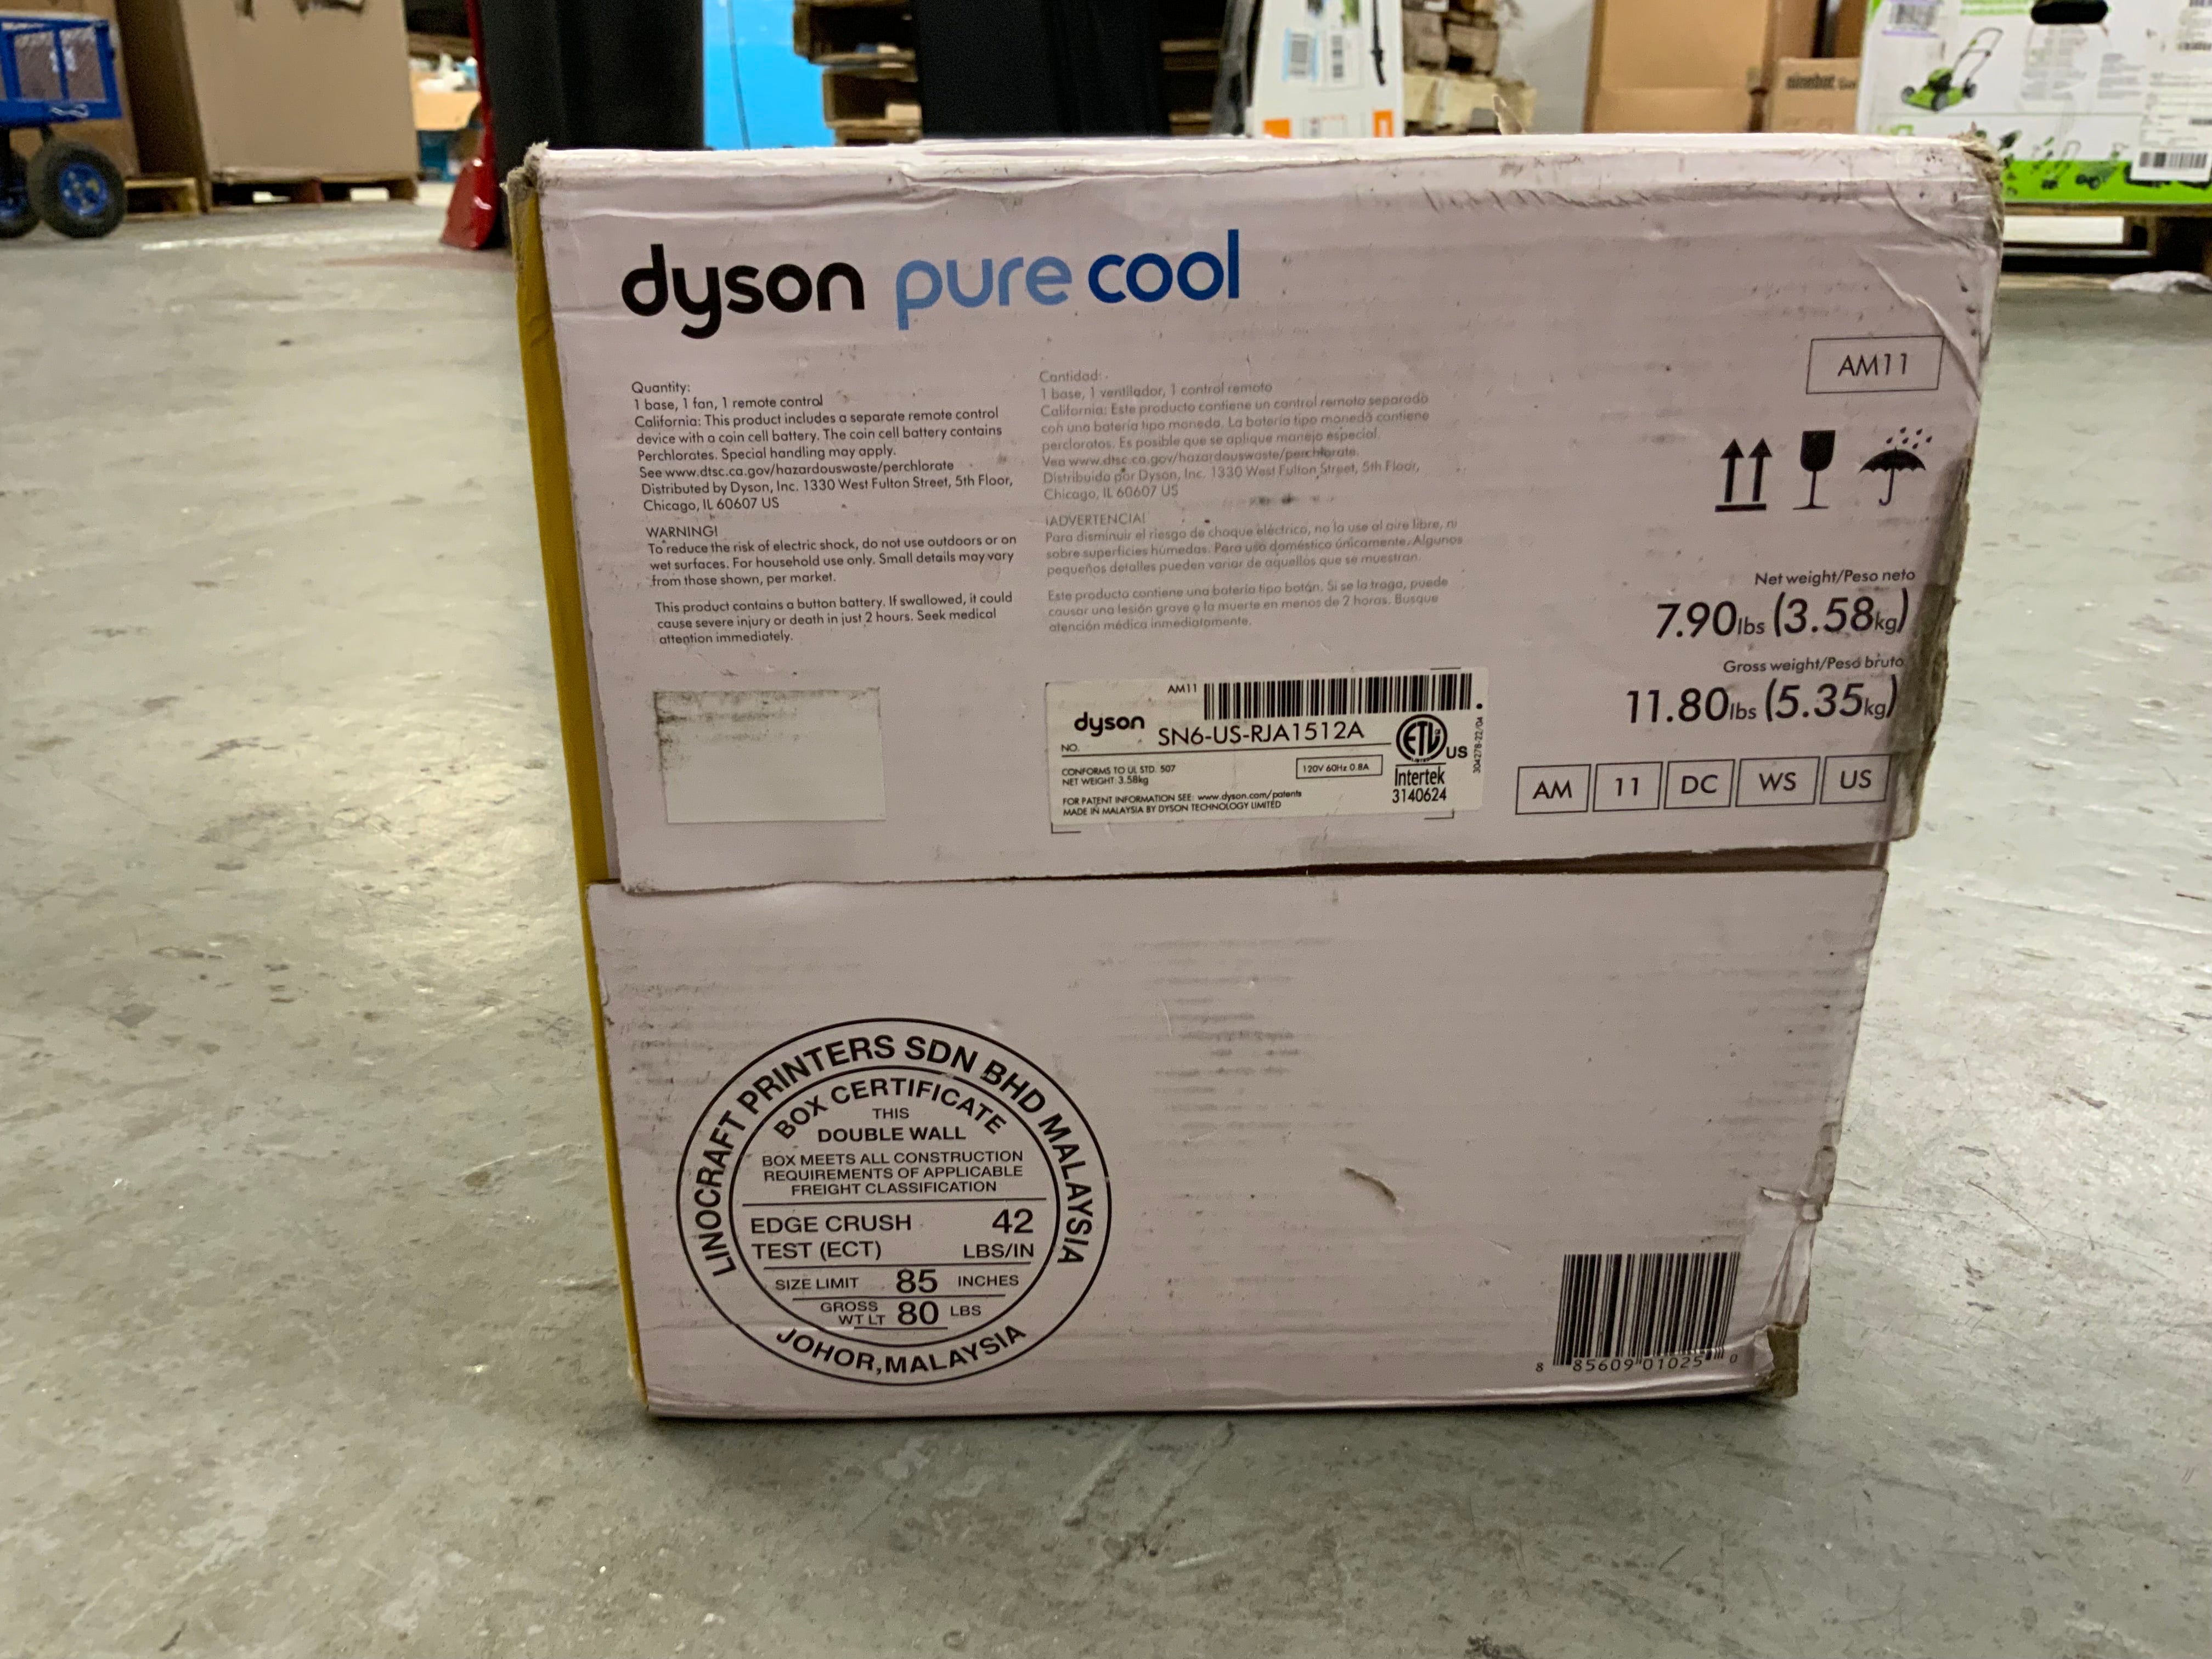 dyson pure cool
AM11
Quantity:
1 base, 1 fan, 1 remote control
California: This product includes a separate remote control
device with a coin cell battery. The coin cell battery contains
Perchlorates. Special handling may apply.
See www.dtsc.ca.gov/hazardouswaste/perchlorate
Distributed by Dyson, Inc. 1330 West Fulton Street, 5th Floor,
Chicago, IL 60607 US
WARNING!
To reduce the risk of electric shock, do not use outdoors or on
wet surfaces. For household use only. Small details may vary
from those shown, per market.
This product contains a button battery. If swallowed, it could
cause severe injury or death in just 2 hours. Seek medical
attention immediately.
Cantidad:
1 base, 1 ventilador, 1 control remoto
California: Este producto contiene un control remoto separado
con una batería tipo moneda. La batería tipo moneda contiene
percloratos. Es posible que se aplique manejo especial.
Vea www.dtsc.ca.gov/hazardouswaste/perchlorate.
Distribuido por Dyson, Inc. 1330 West Fulton Street, 5th Floor,
Chicago, IL 60607 US
¡ADVERTENCIA!
Para disminuir el riesgo de choque eléctrico, no la use al aire libre, ni
sobre superficies húmedas. Para uso doméstico únicamente. Algunos
pequeños detalles pueden variar de aquellos que se muestran.
Este producto contiene una batería tipo botón. Si se la traga, puede
causar una lesión grave o la muerte en menos de 2 horas. Busque
atención médica inmediatamente.
Net weight/Peso neto
7.90lbs (3.58kg)
Gross weight/Peso bruto
11.80lbs (5.35kg)
AM11
dyson
NO. SN6-US-RJA1512A
CONFORMS TO UL STD. 507
NET WEIGHT: 3.58kg
120V 60Hz 0.8A
FOR PATENT INFORMATION SEE: www.dyson.com/patents
MADE IN MALAYSIA BY DYSON TECHNOLOGY LIMITED
ETL US
Intertek
3140624
304278-22/04
AM 11 DC WS US
LINOCRAFT PRINTERS SDN BHD MALAYSIA
BOX CERTIFICATE
THIS
DOUBLE WALL
BOX MEETS ALL CONSTRUCTION
REQUIREMENTS OF APPLICABLE
FREIGHT CLASSIFICATION
EDGE CRUSH 42
TEST (ECT) LBS/IN
SIZE LIMIT 85 INCHES
GROSS
WT LT 80 LBS
JOHOR, MALAYSIA
8 85609 01025 0